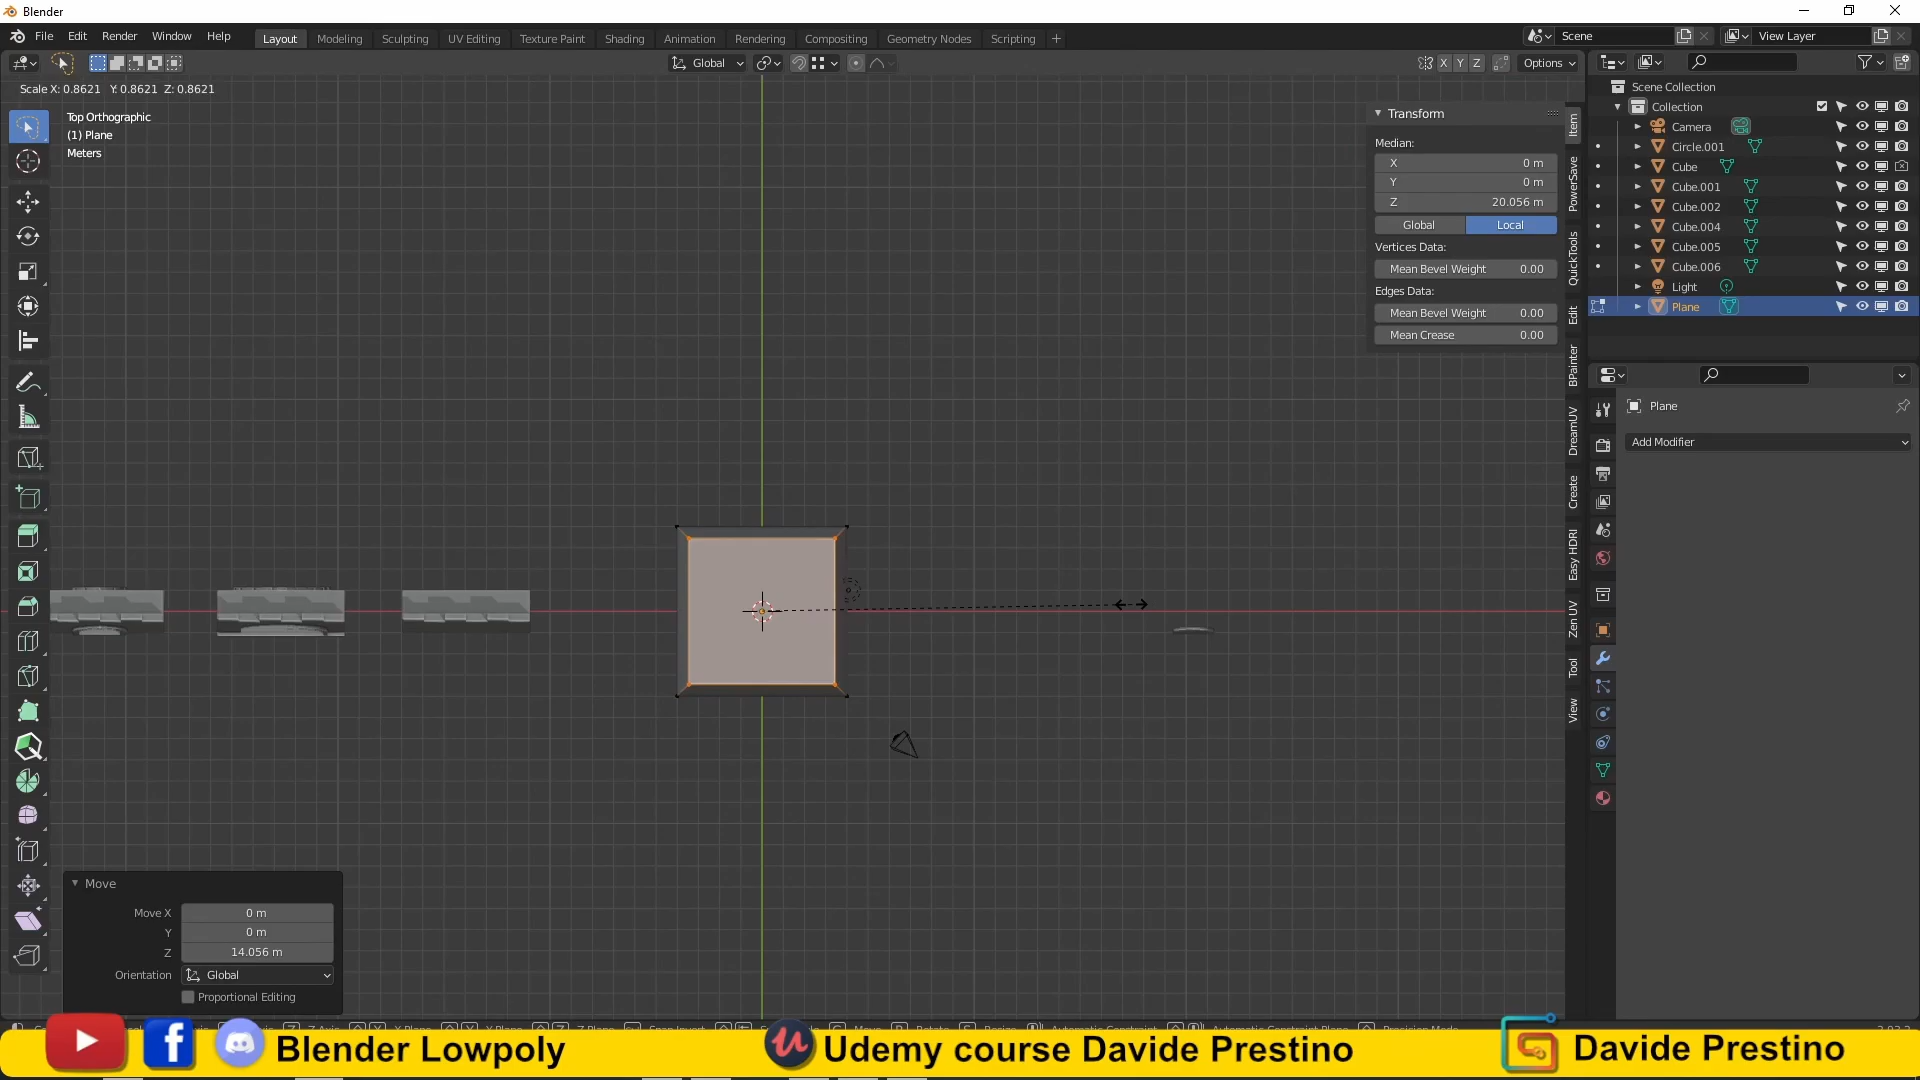 Blender
File Edit Render Window Help
Layout Modeling Sculpting UV Editing Texture Paint Shading Animation Rendering Compositing Geometry Nodes Scripting +
Scene
View Layer
Global
X Y Z
Options
Scale X: 0.8621 Y: 0.8621 Z: 0.8621
Top Orthographic
(1) Plane
Meters
Transform
Median:
X 0 m
Y 0 m
Z 20.056 m
Global Local
Vertices Data:
Mean Bevel Weight 0.00
Edges Data:
Mean Bevel Weight 0.00
Mean Crease 0.00
Item
PowerSave
QuickTools
Edit
BPainter
DreamUV
Create
Easy HDRI
Zen UV
Tool
View
Scene Collection
Collection
Camera
Circle.001
Cube
Cube.001
Cube.002
Cube.004
Cube.005
Cube.006
Light
Plane
Plane
Add Modifier
Move
Move X 0 m
Y 0 m
Z 14.056 m
Orientation Global
Proportional Editing
Blender Lowpoly
Udemy course Davide Prestino
Davide Prestino